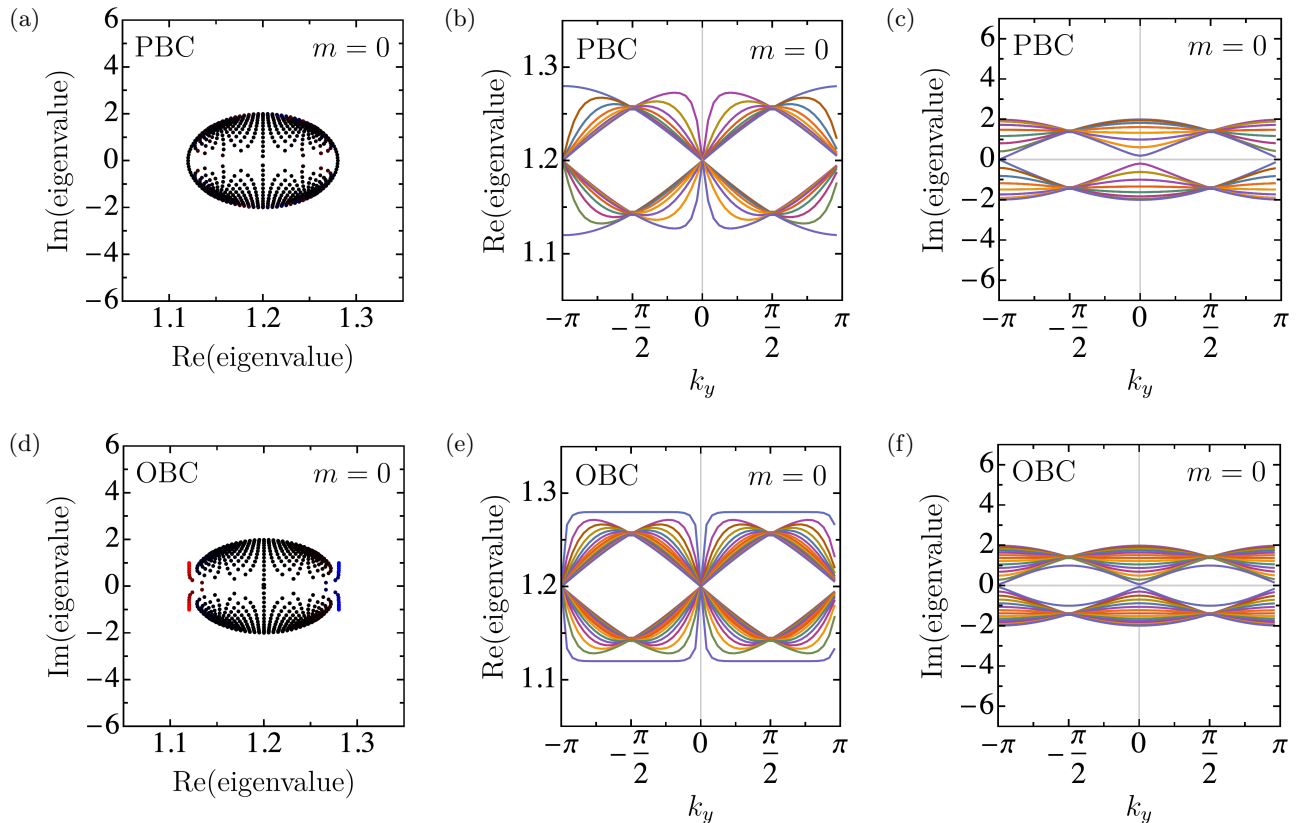 (a)
PBC
m = 0
6
4
2
0
−2
−4
−6
1.1
1.2
1.3
Im(eigenvalue)
Re(eigenvalue)
(b)
PBC
m = 0
1.3
1.2
1.1
−π
−π/2
0
π/2
π
Re(eigenvalue)
k_y
(c)
PBC
m = 0
6
4
2
0
−2
−4
−6
−π
−π/2
0
π/2
π
Im(eigenvalue)
k_y
(d)
OBC
m = 0
6
4
2
0
−2
−4
−6
1.1
1.2
1.3
Im(eigenvalue)
Re(eigenvalue)
(e)
OBC
m = 0
1.3
1.2
1.1
−π
−π/2
0
π/2
π
Re(eigenvalue)
k_y
(f)
OBC
m = 0
6
4
2
0
−2
−4
−6
−π
−π/2
0
π/2
π
Im(eigenvalue)
k_y